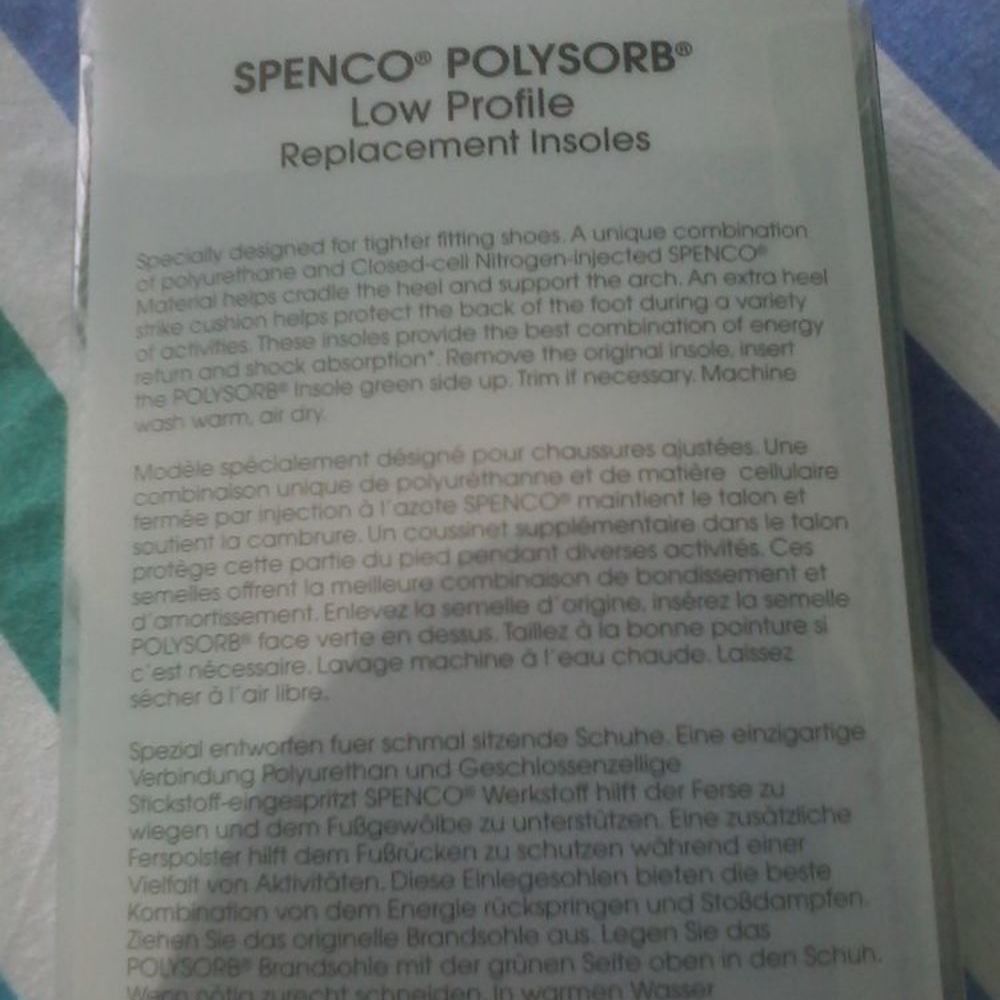 SPENCO® POLYSORB®
Low Profile
Replacement Insoles
Specially designed for tighter fitting shoes. A unique combination
of polyurethane and Closed-cell Nitrogen-Injected SPENCO®
Material helps cradle the heel and support the arch. An extra heel
strike cushion helps protect the back of the foot during a variety
of activities. These insoles provide the best combination of energy
return and shock absorption*. Remove the original insole, insert
the POLYSORB® Insole green side up. Trim if necessary. Machine
wash warm, air dry.
Modèle spécialement désigné pour chaussures ajustées. Une
combinaison unique de polyuréthanne et de matière cellulaire
fermée par injection à l'azote SPENCO® maintient le talon et
soutient la cambrure. Un coussinet supplémentaire dans le talon
protège cette partie du pied pendant diverses activités. Ces
semelles offrent la meilleure combinaison de bondissement et
d'amortissement. Enlevez la semelle d'origine, insérez la semelle
POLYSORB® face verte en dessus. Taillez à la bonne pointure si
c'est nécessaire. Lavage machine à l'eau chaude. Laissez
sécher à l'air libre.
Spezial entworfen fuer schmal sitzende Schuhe. Eine einzigartige
Verbindung Polyurethan und Geschlossenzellige
Stickstoff-eingespritzt SPENCO® Werkstoff hilft der Ferse zu
wiegen und dem Fußgewölbe zu unterstützen. Eine zusätzliche
Ferspolster hilft dem Fußrücken zu schutzen während einer
Vielfalt von Aktivitäten. Diese Einlegesohlen bieten die beste
Kombination von dem Energie rückspringen und Stoßdampfen.
Ziehen Sie das originelle Brandsohle aus. Legen Sie das
POLYSORB® Brandsohle mit der grünen Seite oben in den Schuh.
Wenn nötig zurecht schneiden. In warmen Wasser